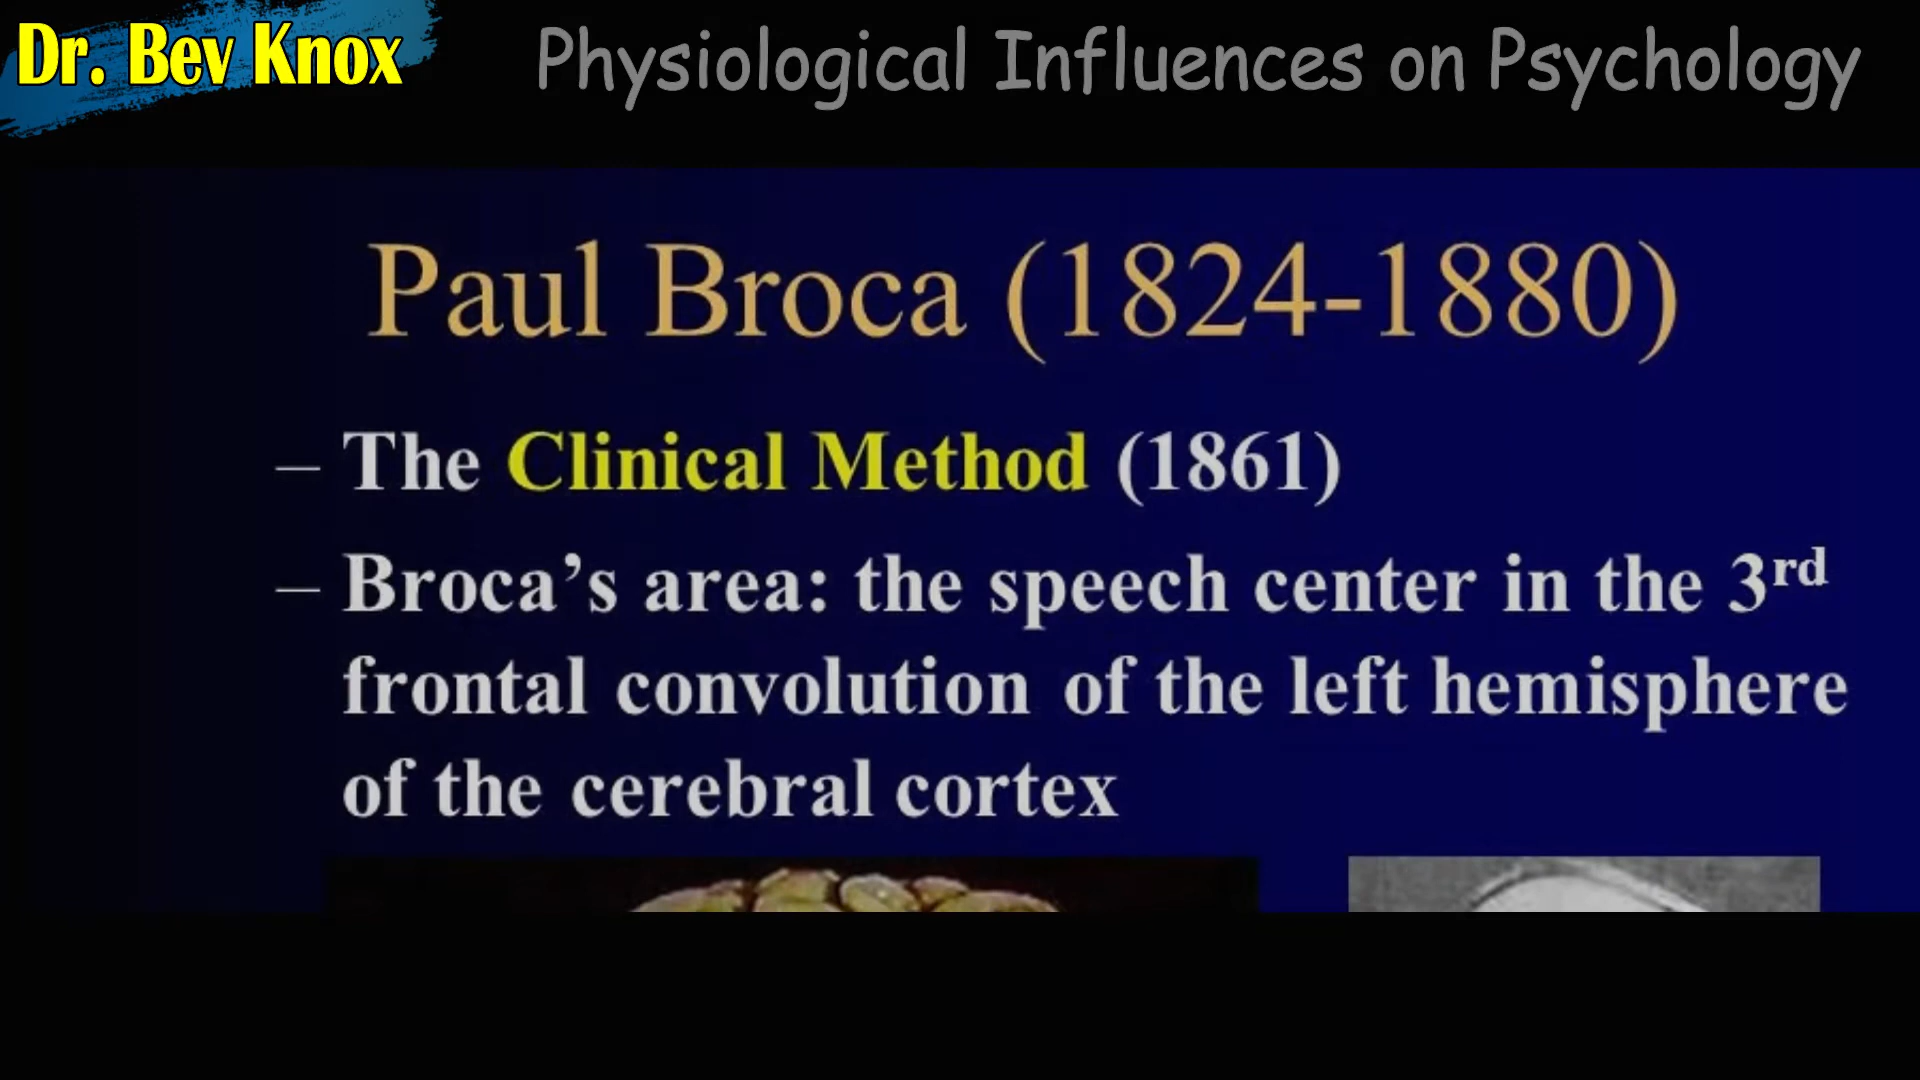 Dr. Bev Knox
Physiological Influences on Psychology
Paul Broca (1824-1880)
– The Clinical Method (1861)
– Broca’s area: the speech center in the 3rd
frontal convolution of the left hemisphere
of the cerebral cortex